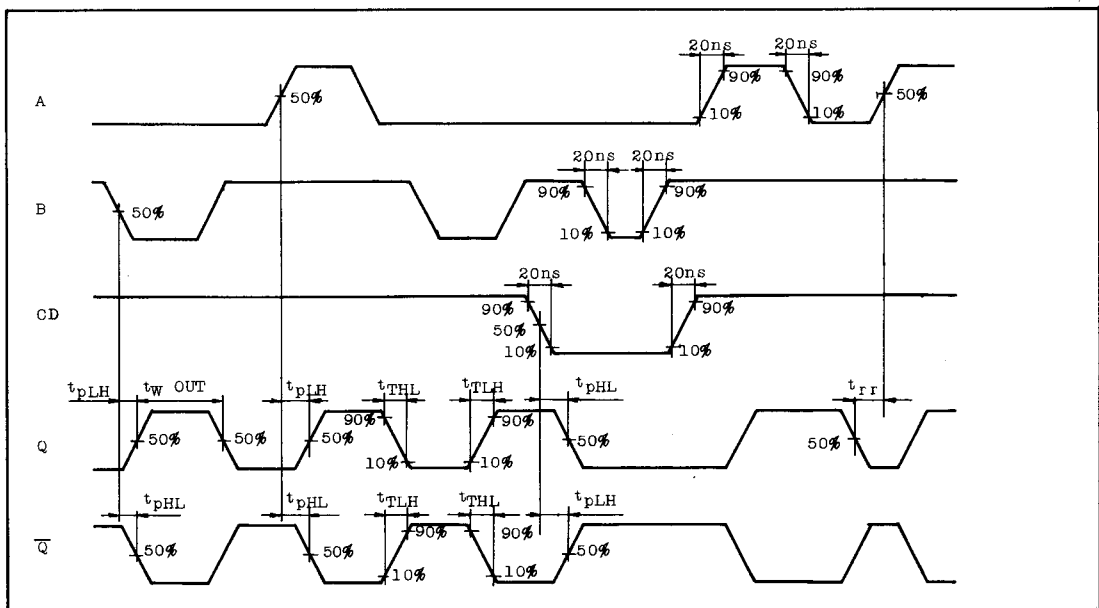 20ns 20ns
A 50% 90% 90% 50%
10% 10%
20ns 20ns
B 50% 90% 90%
10% 10%
20ns 20ns
CD 90% 90%
50%
10% 10%
tpLH tW OUT tpLH tTHL tTLH tpHL trr
90% 90%
Q 50% 50% 50% 50% 50%
10% 10%
tpHL tpHL tTLH tTHL tpLH
90% 90%
Q̅ 50% 50% 50%
10% 10%